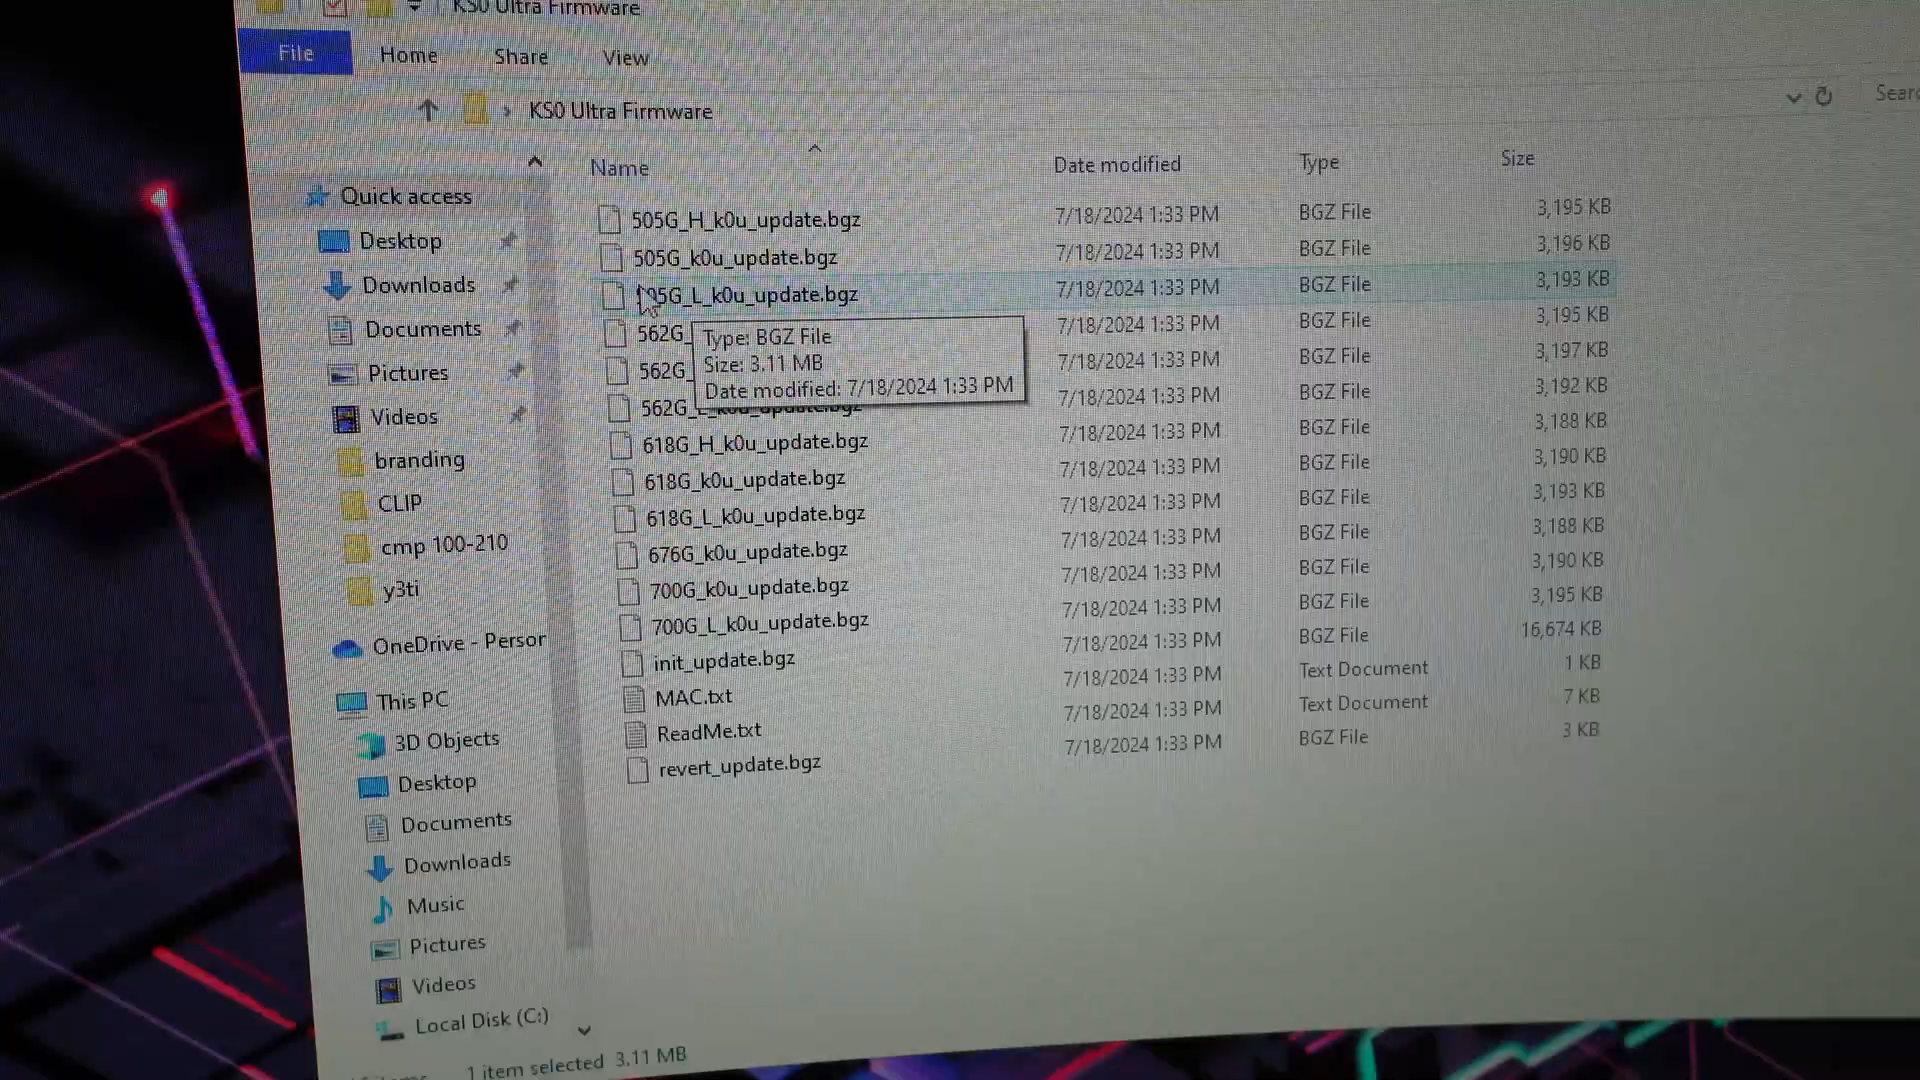 KS0 Ultra Firmware
File Home Share View
KS0 Ultra Firmware
Name Date modified Type Size
Quick access
Desktop
Downloads
Documents
Pictures
Videos
branding
CLIP
cmp 100-210
y3ti
OneDrive - Person
This PC
3D Objects
Desktop
Documents
Downloads
Music
Pictures
Videos
Local Disk (C:)
505G_H_k0u_update.bgz 7/18/2024 1:33 PM BGZ File 3,195 KB
505G_k0u_update.bgz 7/18/2024 1:33 PM BGZ File 3,196 KB
05G_L_k0u_update.bgz 7/18/2024 1:33 PM BGZ File 3,193 KB
562G_ 7/18/2024 1:33 PM BGZ File 3,195 KB
562G_ 7/18/2024 1:33 PM BGZ File 3,197 KB
562G_L_k0u_update.bgz 7/18/2024 1:33 PM BGZ File 3,192 KB
618G_H_k0u_update.bgz 7/18/2024 1:33 PM BGZ File 3,188 KB
618G_k0u_update.bgz 7/18/2024 1:33 PM BGZ File 3,190 KB
618G_L_k0u_update.bgz 7/18/2024 1:33 PM BGZ File 3,193 KB
676G_k0u_update.bgz 7/18/2024 1:33 PM BGZ File 3,188 KB
700G_k0u_update.bgz 7/18/2024 1:33 PM BGZ File 3,190 KB
700G_L_k0u_update.bgz 7/18/2024 1:33 PM BGZ File 3,195 KB
init_update.bgz 7/18/2024 1:33 PM BGZ File 16,674 KB
MAC.txt 7/18/2024 1:33 PM Text Document 1 KB
ReadMe.txt 7/18/2024 1:33 PM Text Document 7 KB
revert_update.bgz 7/18/2024 1:33 PM BGZ File 3 KB
Type: BGZ File
Size: 3.11 MB
Date modified: 7/18/2024 1:33 PM
1 item selected 3.11 MB